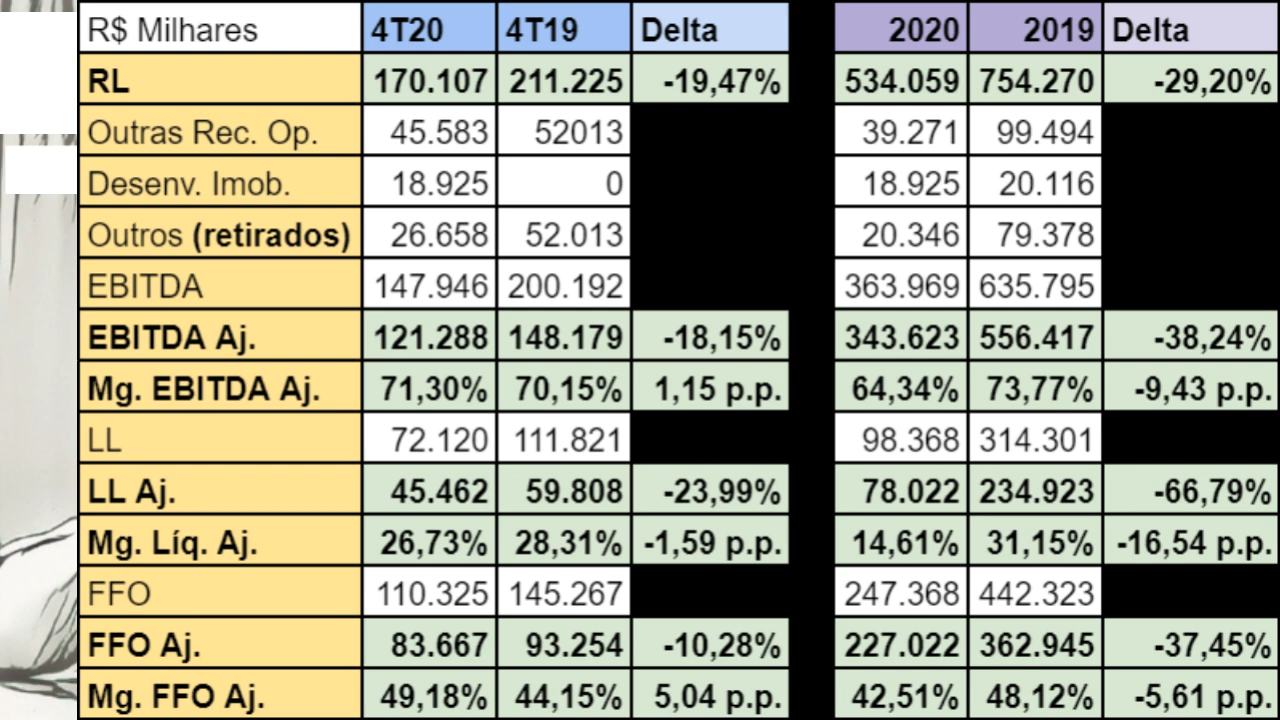 R$ Milhares 4T20 4T19 Delta 2020 2019 Delta
RL 170.107 211.225 -19,47% 534.059 754.270 -29,20%
Outras Rec. Op. 45.583 52013 39.271 99.494
Desenv. Imob. 18.925 0 18.925 20.116
Outros (retirados) 26.658 52.013 20.346 79.378
EBITDA 147.946 200.192 363.969 635.795
EBITDA Aj. 121.288 148.179 -18,15% 343.623 556.417 -38,24%
Mg. EBITDA Aj. 71,30% 70,15% 1,15 p.p. 64,34% 73,77% -9,43 p.p.
LL 72.120 111.821 98.368 314.301
LL Aj. 45.462 59.808 -23,99% 78.022 234.923 -66,79%
Mg. Líq. Aj. 26,73% 28,31% -1,59 p.p. 14,61% 31,15% -16,54 p.p.
FFO 110.325 145.267 247.368 442.323
FFO Aj. 83.667 93.254 -10,28% 227.022 362.945 -37,45%
Mg. FFO Aj. 49,18% 44,15% 5,04 p.p. 42,51% 48,12% -5,61 p.p.